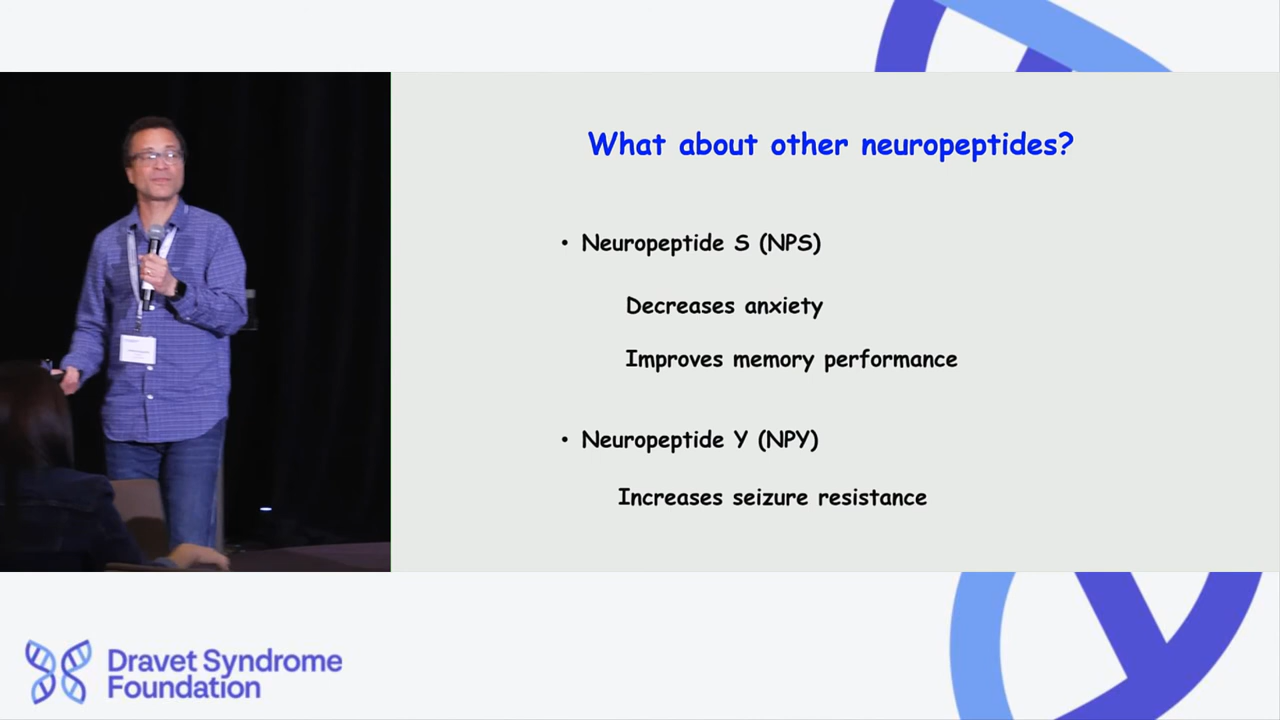 What about other neuropeptides?
• Neuropeptide S (NPS)
Decreases anxiety
Improves memory performance
• Neuropeptide Y (NPY)
Increases seizure resistance
Dravet Syndrome
Foundation